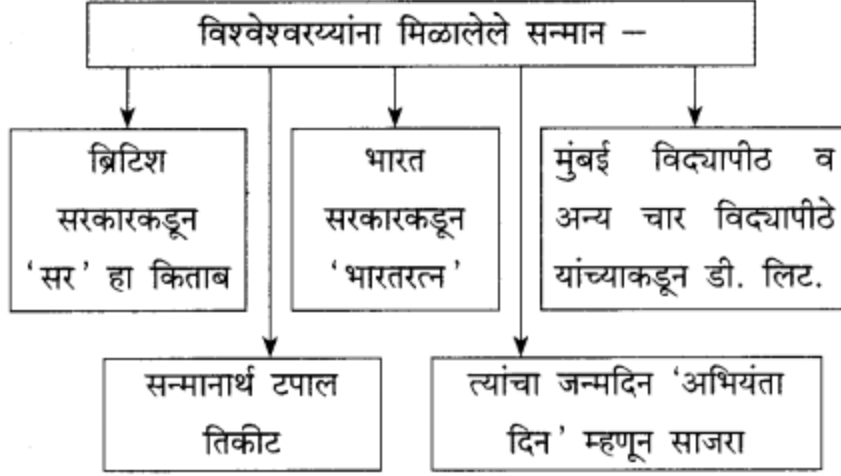 विश्वेश्वरय्यांना मिळालेले सन्मान –
ब्रिटिश
सरकारकडून
'सर' हा किताब
भारत
सरकारकडून
'भारतरत्न'
मुंबई विद्यापीठ व
अन्य चार विद्यापीठे
यांच्याकडून डी. लिट.
सन्मानार्थ टपाल
तिकीट
त्यांचा जन्मदिन 'अभियंता
दिन' म्हणून साजरा